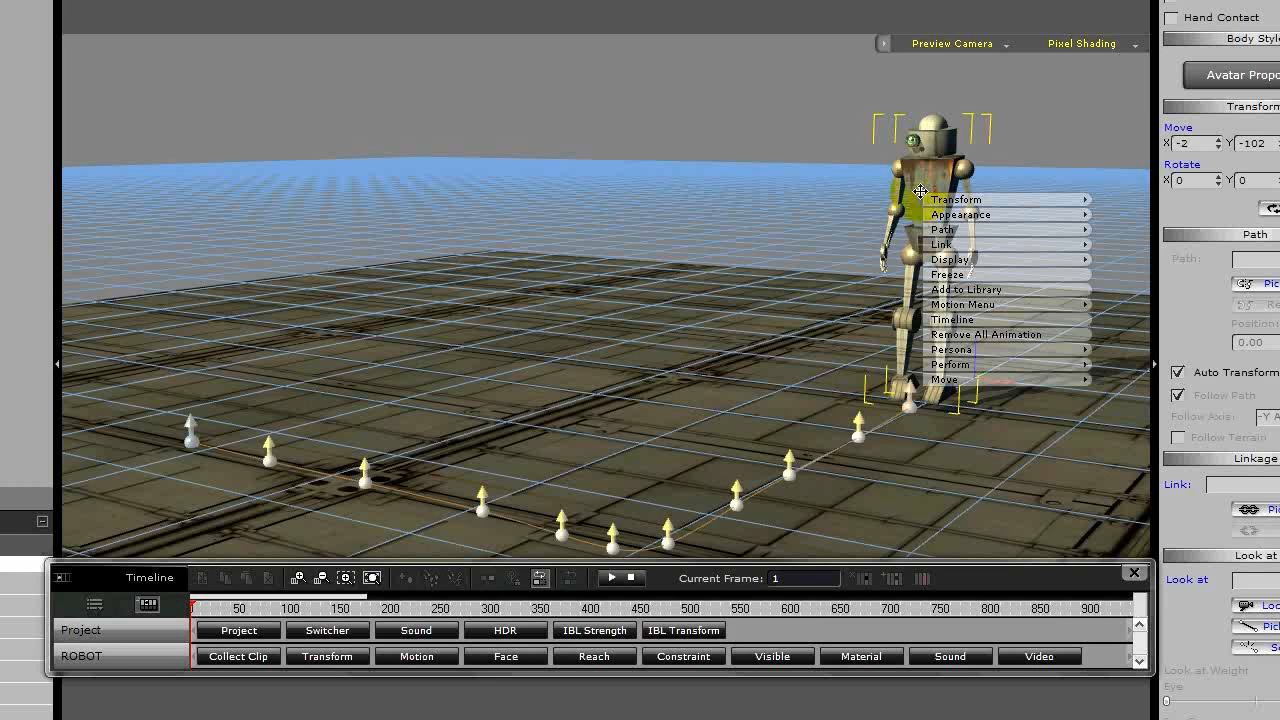 Hand Contact
Body Style
Preview Camera
Pixel Shading
Avatar Propo
Transform
Move
X -2 Y -102
Rotate
X 0 Y 0
Transform
Appearance
Path
Link
Display
Freeze
Add to Library
Motion Menu
Timeline
Remove All Animation
Persona
Perform
Move
Path
Path:
Pic
Re
Position:
0.00
Auto Transform
Follow Path
Follow Axis: -Y A
Follow Terrain
Linkage
Link:
Pi
Look at
Look at
Loo
Pick
Se
Look at Weight
Eye
Timeline
Current Frame: 1
50 100 150 200 250 300 350 400 450 500 550 600 650 700 750 800 850 900
Project Project Switcher Sound HDR IBL Strength IBL Transform
ROBOT Collect Clip Transform Motion Face Reach Constraint Visible Material Sound Video